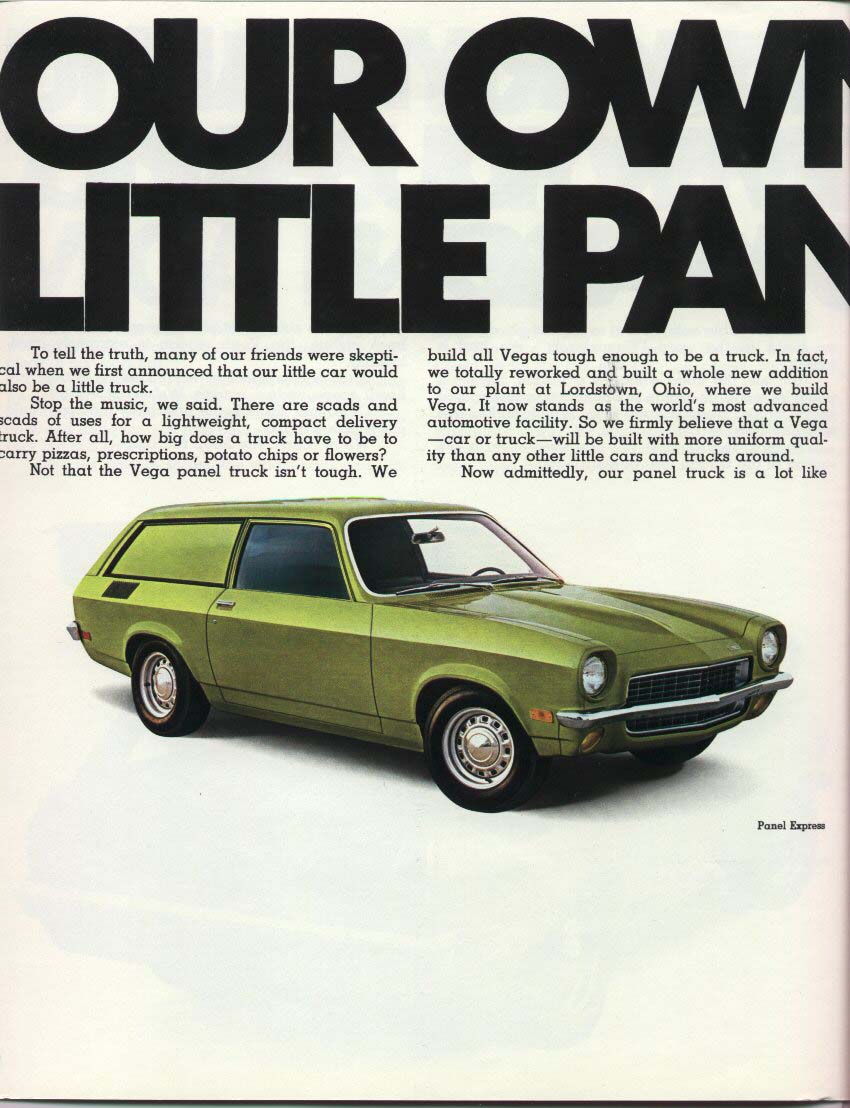 OUR OWN
LITTLE PAN
To tell the truth, many of our friends were skepti-
cal when we first announced that our little car would
also be a little truck.
Stop the music, we said. There are scads and
scads of uses for a lightweight, compact delivery
truck. After all, how big does a truck have to be to
carry pizzas, prescriptions, potato chips or flowers?
Not that the Vega panel truck isn't tough. We
build all Vegas tough enough to be a truck. In fact,
we totally reworked and built a whole new addition
to our plant at Lordstown, Ohio, where we build
Vega. It now stands as the world's most advanced
automotive facility. So we firmly believe that a Vega
—car or truck—will be built with more uniform qual-
ity than any other little cars and trucks around.
Now admittedly, our panel truck is a lot like
Panel Express